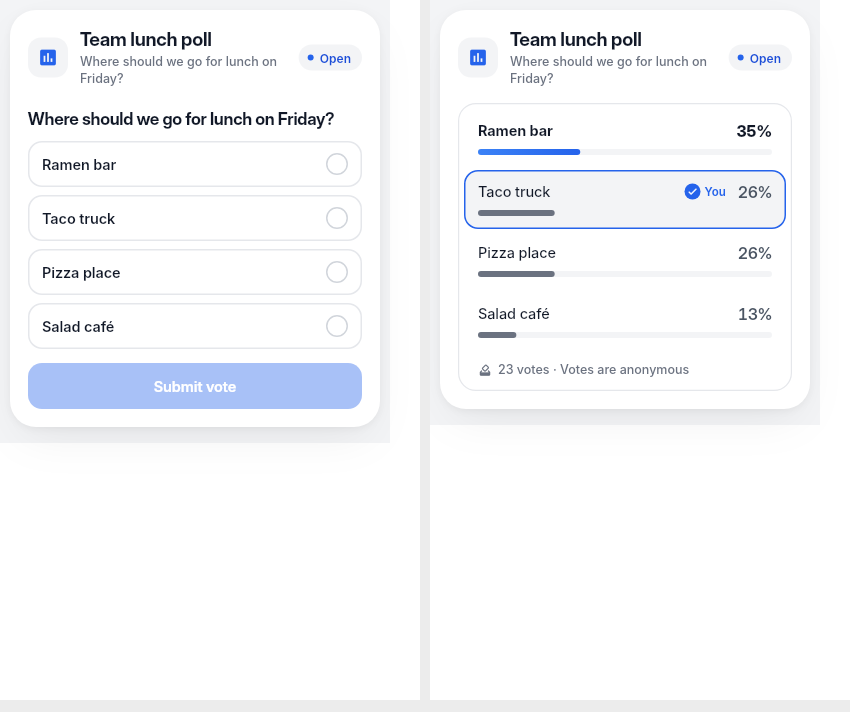 Team lunch poll
Where should we go for lunch on
Friday?
Open
Where should we go for lunch on Friday?
Ramen bar
Taco truck
Pizza place
Salad café
Submit vote
Team lunch poll
Where should we go for lunch on
Friday?
Open
Ramen bar 35%
Taco truck You 26%
Pizza place 26%
Salad café 13%
23 votes · Votes are anonymous